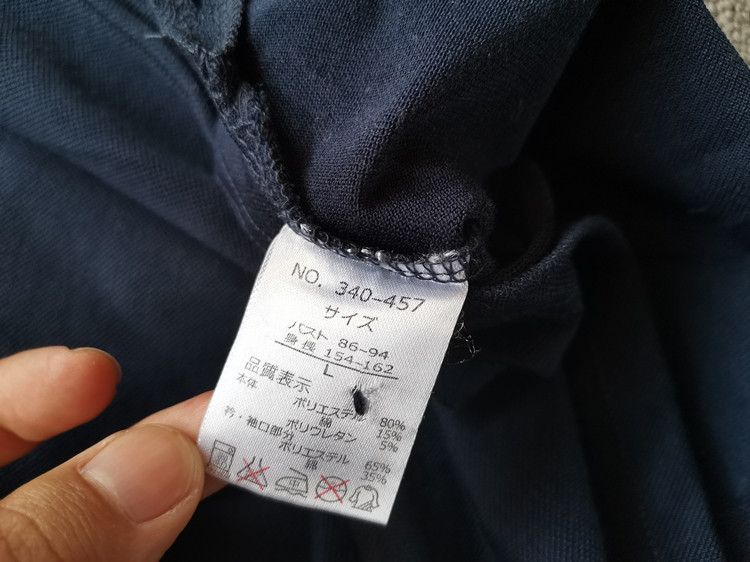 NO. 340-457
サイズ
バスト 86-94
身長 154-162
L
品質表示
本体
ポリエステル 80%
綿 15%
ポリウレタン 5%
衿・袖口部分
ポリエステル 65%
綿 35%